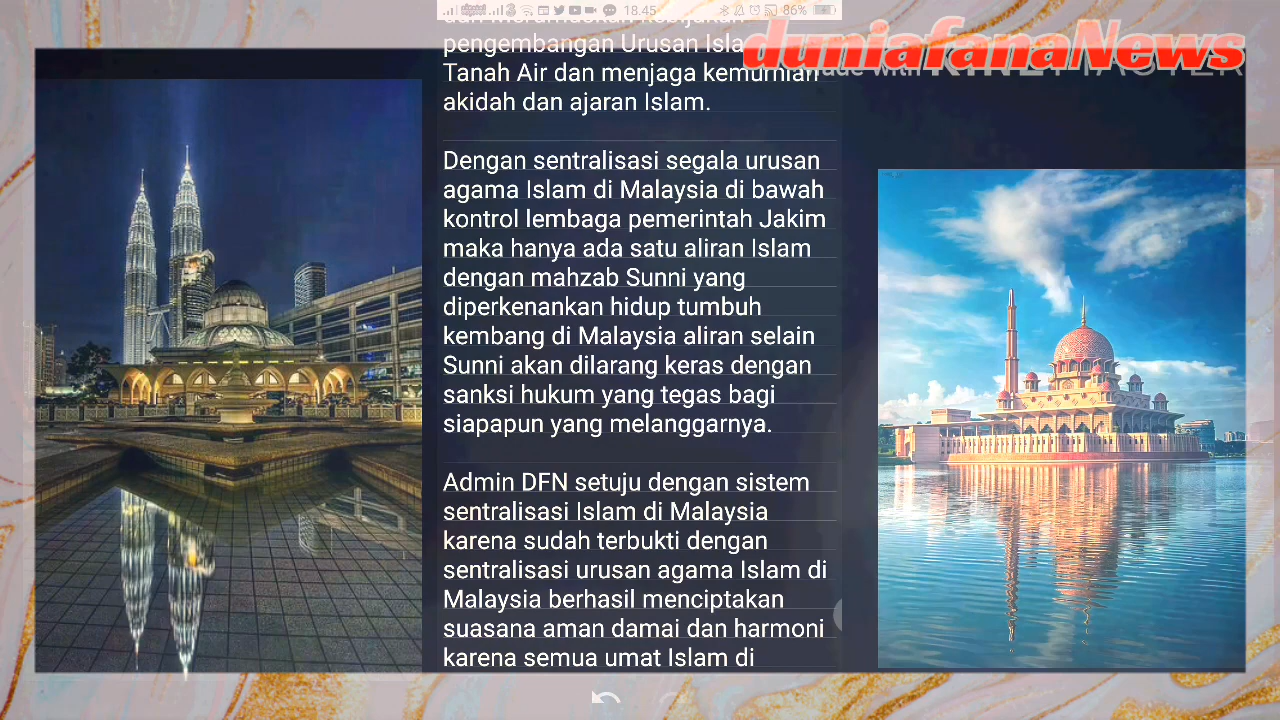 18.45
86%
duniafanaNews
pengembangan Urusan Isla
Tanah Air dan menjaga kemurnian
akidah dan ajaran Islam.
Dengan sentralisasi segala urusan
agama Islam di Malaysia di bawah
kontrol lembaga pemerintah Jakim
maka hanya ada satu aliran Islam
dengan mahzab Sunni yang
diperkenankan hidup tumbuh
kembang di Malaysia aliran selain
Sunni akan dilarang keras dengan
sanksi hukum yang tegas bagi
siapapun yang melanggarnya.
Admin DFN setuju dengan sistem
sentralisasi Islam di Malaysia
karena sudah terbukti dengan
sentralisasi urusan agama Islam di
Malaysia berhasil menciptakan
suasana aman damai dan harmoni
karena semua umat Islam di